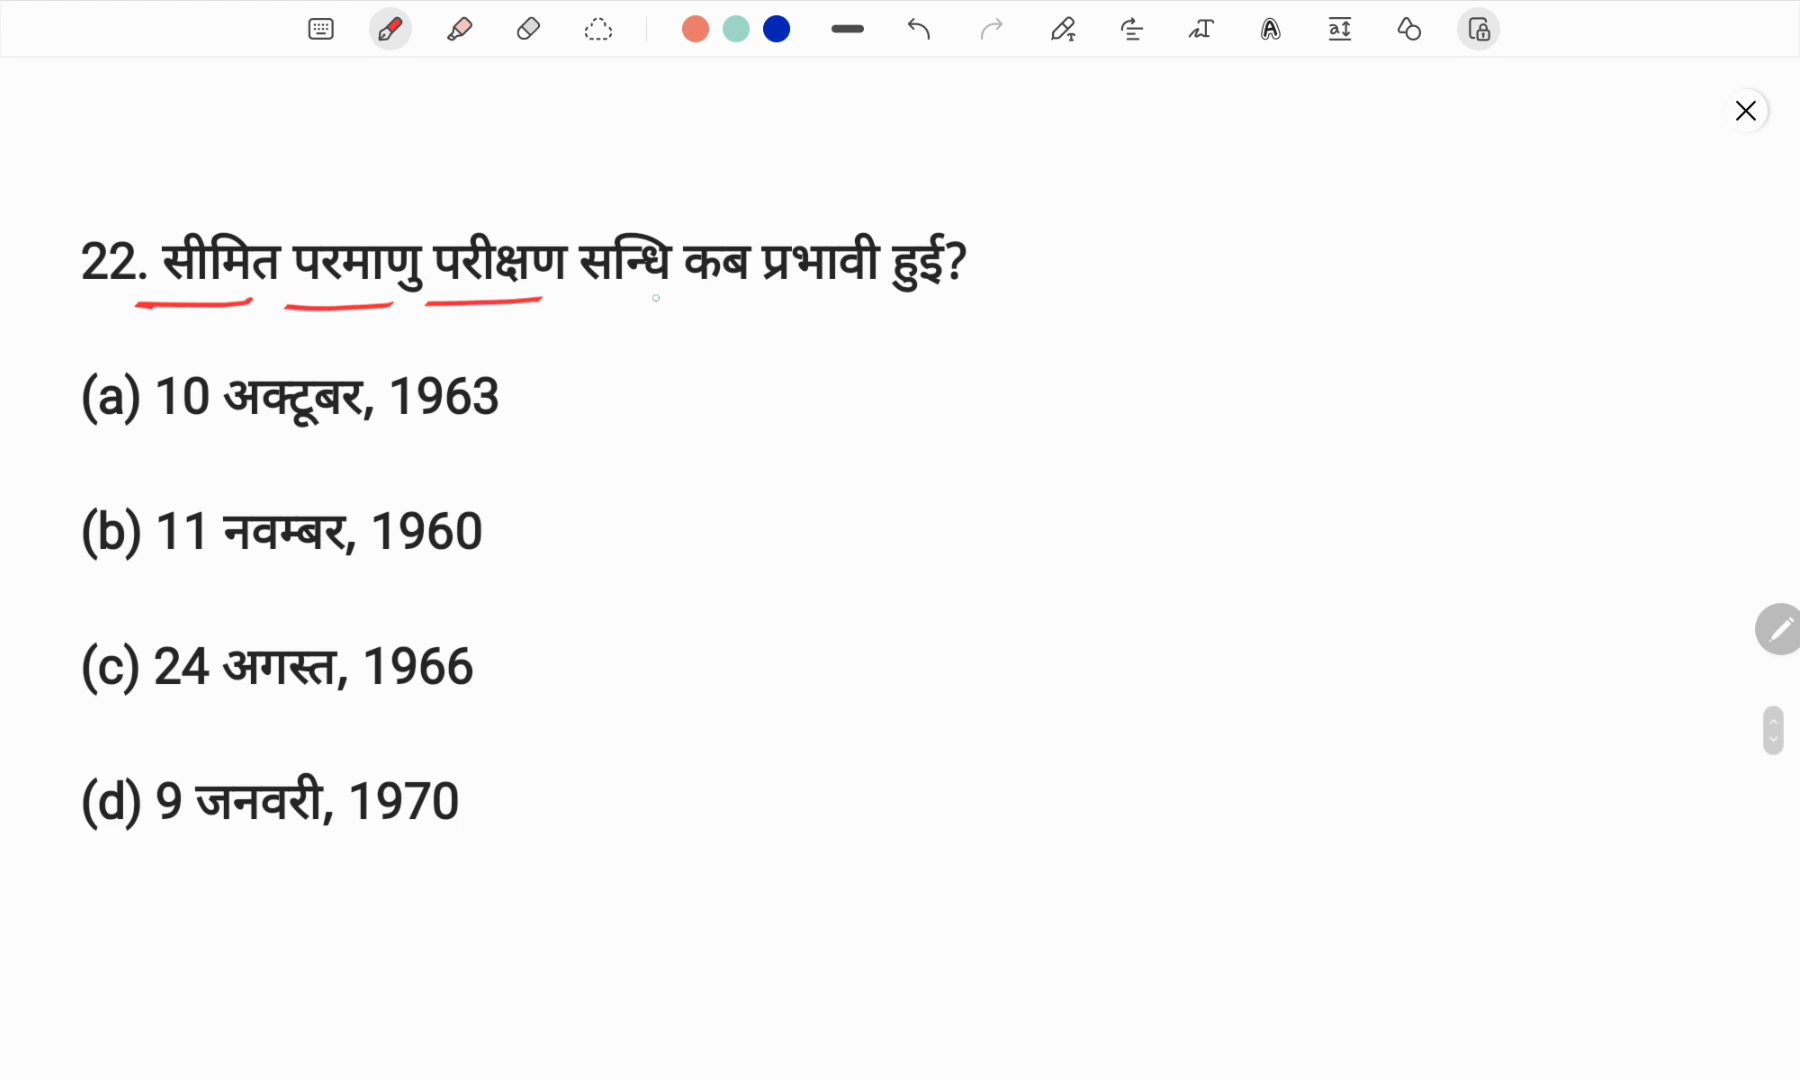 22. सीमित परमाणु परीक्षण सन्धि कब प्रभावी हुई?
(a) 10 अक्टूबर, 1963
(b) 11 नवम्बर, 1960
(c) 24 अगस्त, 1966
(d) 9 जनवरी, 1970